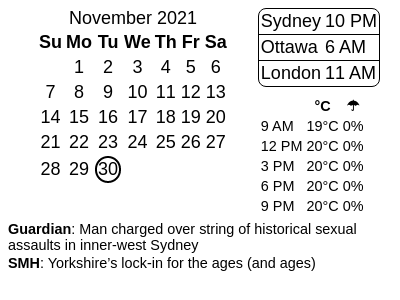 November 2021
Su Mo Tu We Th Fr Sa
1 2 3 4 5 6
7 8 9 10 11 12 13
14 15 16 17 18 19 20
21 22 23 24 25 26 27
28 29 30
Sydney 10 PM
Ottawa 6 AM
London 11 AM
°C ☂
9 AM 19°C 0%
12 PM 20°C 0%
3 PM 20°C 0%
6 PM 20°C 0%
9 PM 20°C 0%
Guardian: Man charged over string of historical sexual
assaults in inner-west Sydney
SMH: Yorkshire’s lock-in for the ages (and ages)